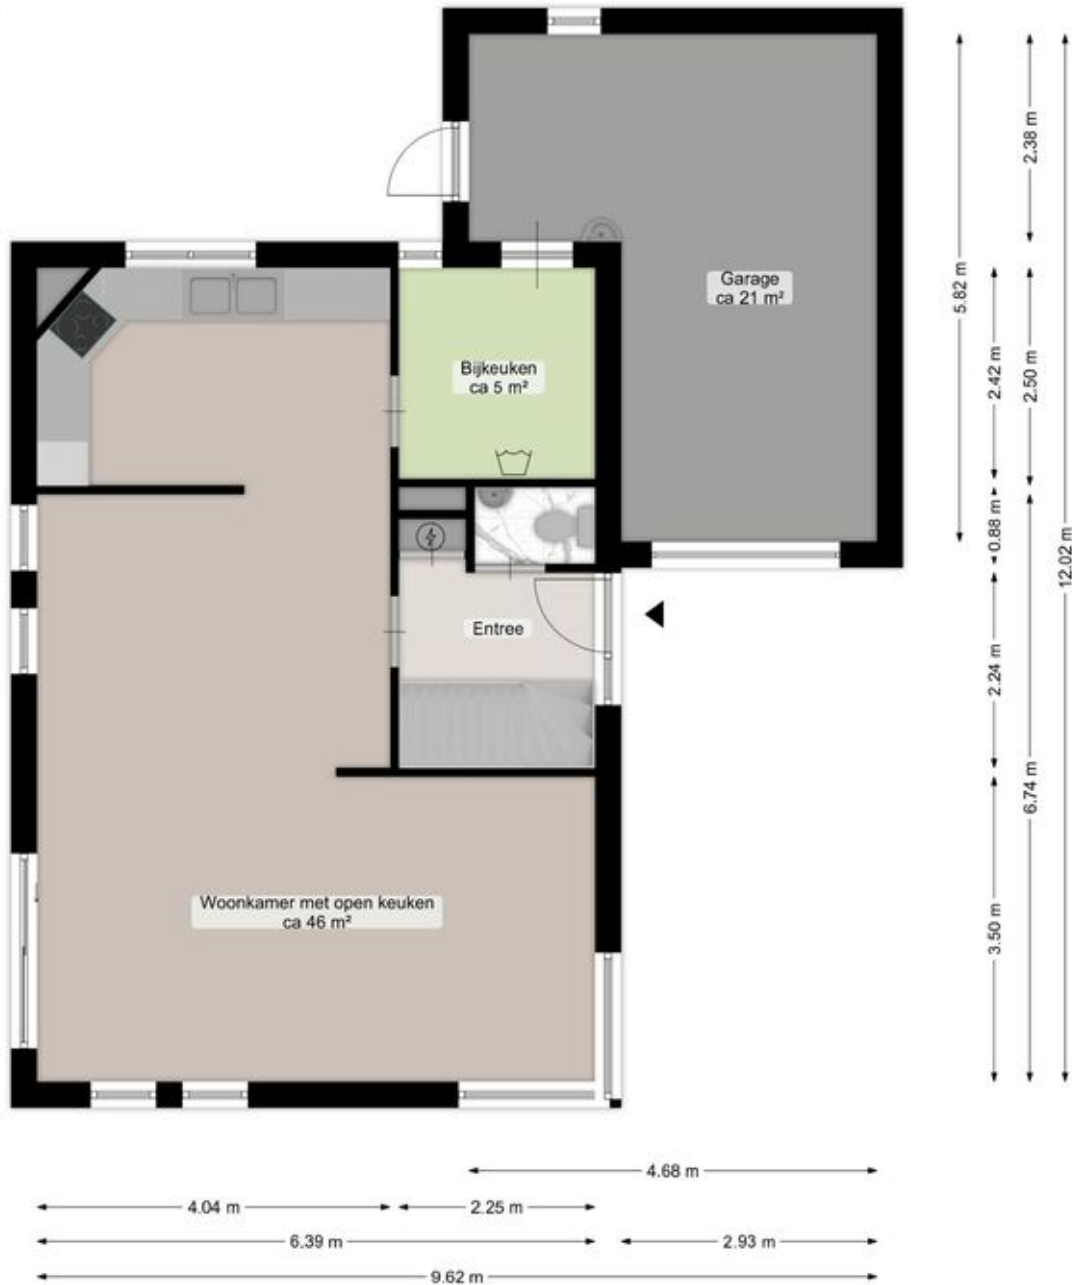 2.38 m
5.82 m
Garage
ca 21 m²
2.42 m
2.50 m
Bijkeuken
ca 5 m²
0.88 m
12.02 m
Entree
2.24 m
6.74 m
Woonkamer met open keuken
ca 46 m²
3.50 m
4.68 m
4.04 m
2.25 m
6.39 m
2.93 m
9.62 m